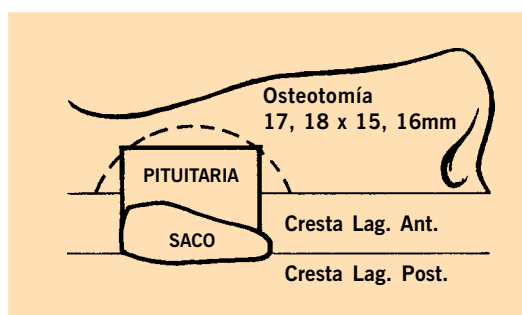 Osteotomía
17, 18 x 15, 16mm
PITUITARIA
SACO
Cresta Lag. Ant.
Cresta Lag. Post.